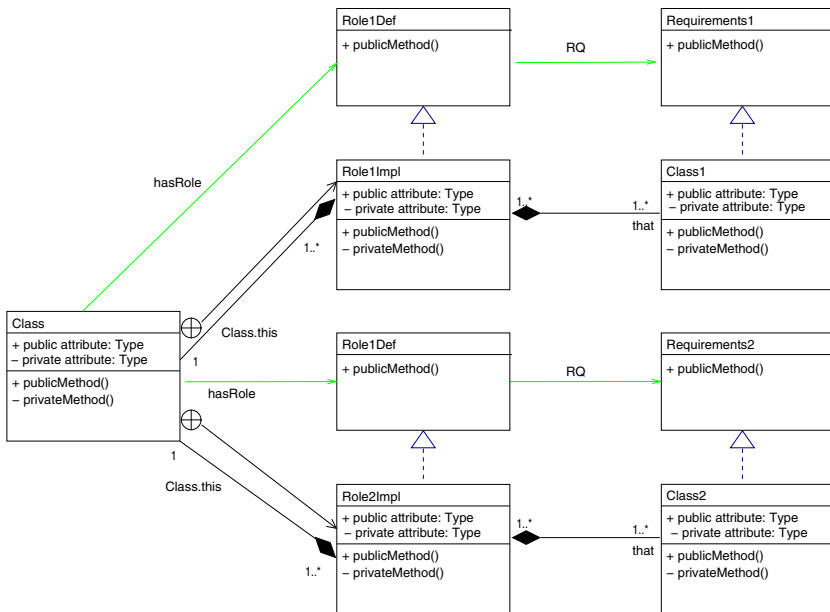 Role1Def
+ publicMethod()
RQ
Requirements1
+ publicMethod()
hasRole
Role1Impl
+ public attribute: Type
− private attribute: Type
+ publicMethod()
− privateMethod()
1..*
1..*
that
1..*
Class1
+ public attribute: Type
− private attribute: Type
+ publicMethod()
− privateMethod()
Class
+ public attribute: Type
− private attribute: Type
+ publicMethod()
− privateMethod()
Class.this
1
hasRole
Role1Def
+ publicMethod()
RQ
Requirements2
+ publicMethod()
1
Class.this
1..*
Role2Impl
+ public attribute: Type
− private attribute: Type
+ publicMethod()
− privateMethod()
1..*
1..*
that
Class2
+ public attribute: Type
− private attribute: Type
+ publicMethod()
− privateMethod()